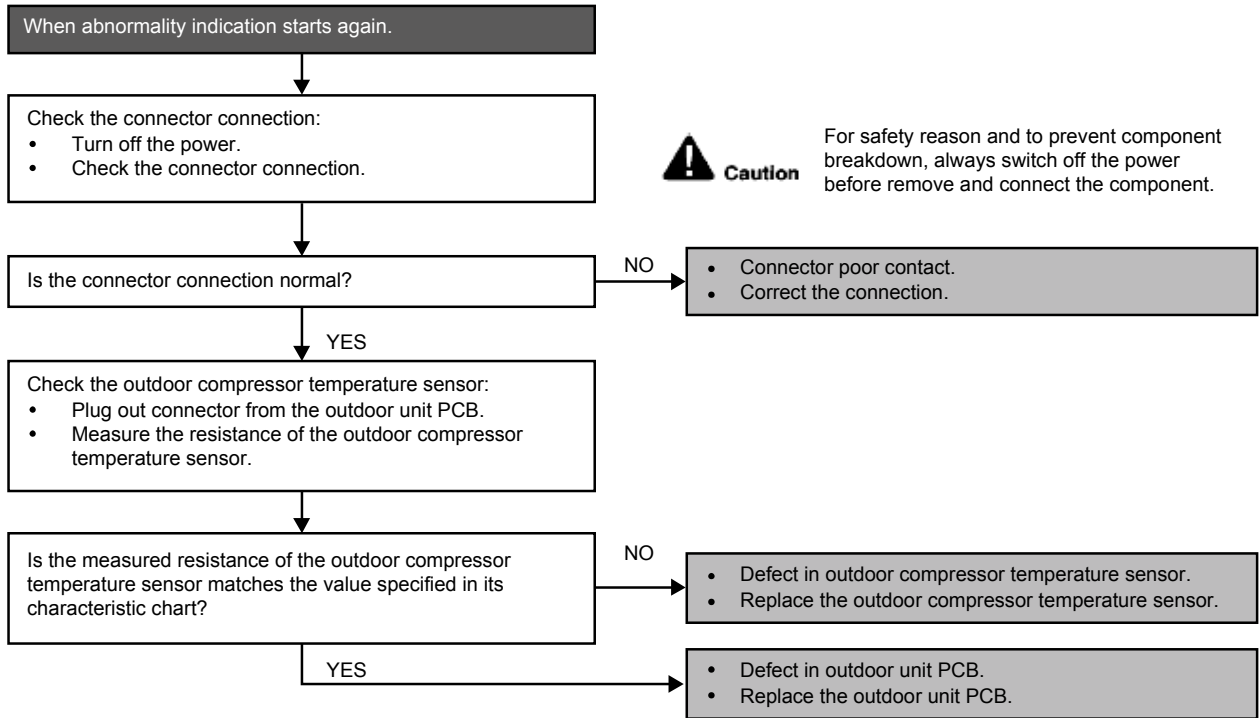 When abnormality indication starts again.
Check the connector connection:
• Turn off the power.
• Check the connector connection.
Caution
For safety reason and to prevent component
breakdown, always switch off the power
before remove and connect the component.
Is the connector connection normal?
NO
• Connector poor contact.
• Correct the connection.
YES
Check the outdoor compressor temperature sensor:
• Plug out connector from the outdoor unit PCB.
• Measure the resistance of the outdoor compressor
temperature sensor.
Is the measured resistance of the outdoor compressor
temperature sensor matches the value specified in its
characteristic chart?
NO
• Defect in outdoor compressor temperature sensor.
• Replace the outdoor compressor temperature sensor.
YES
• Defect in outdoor unit PCB.
• Replace the outdoor unit PCB.